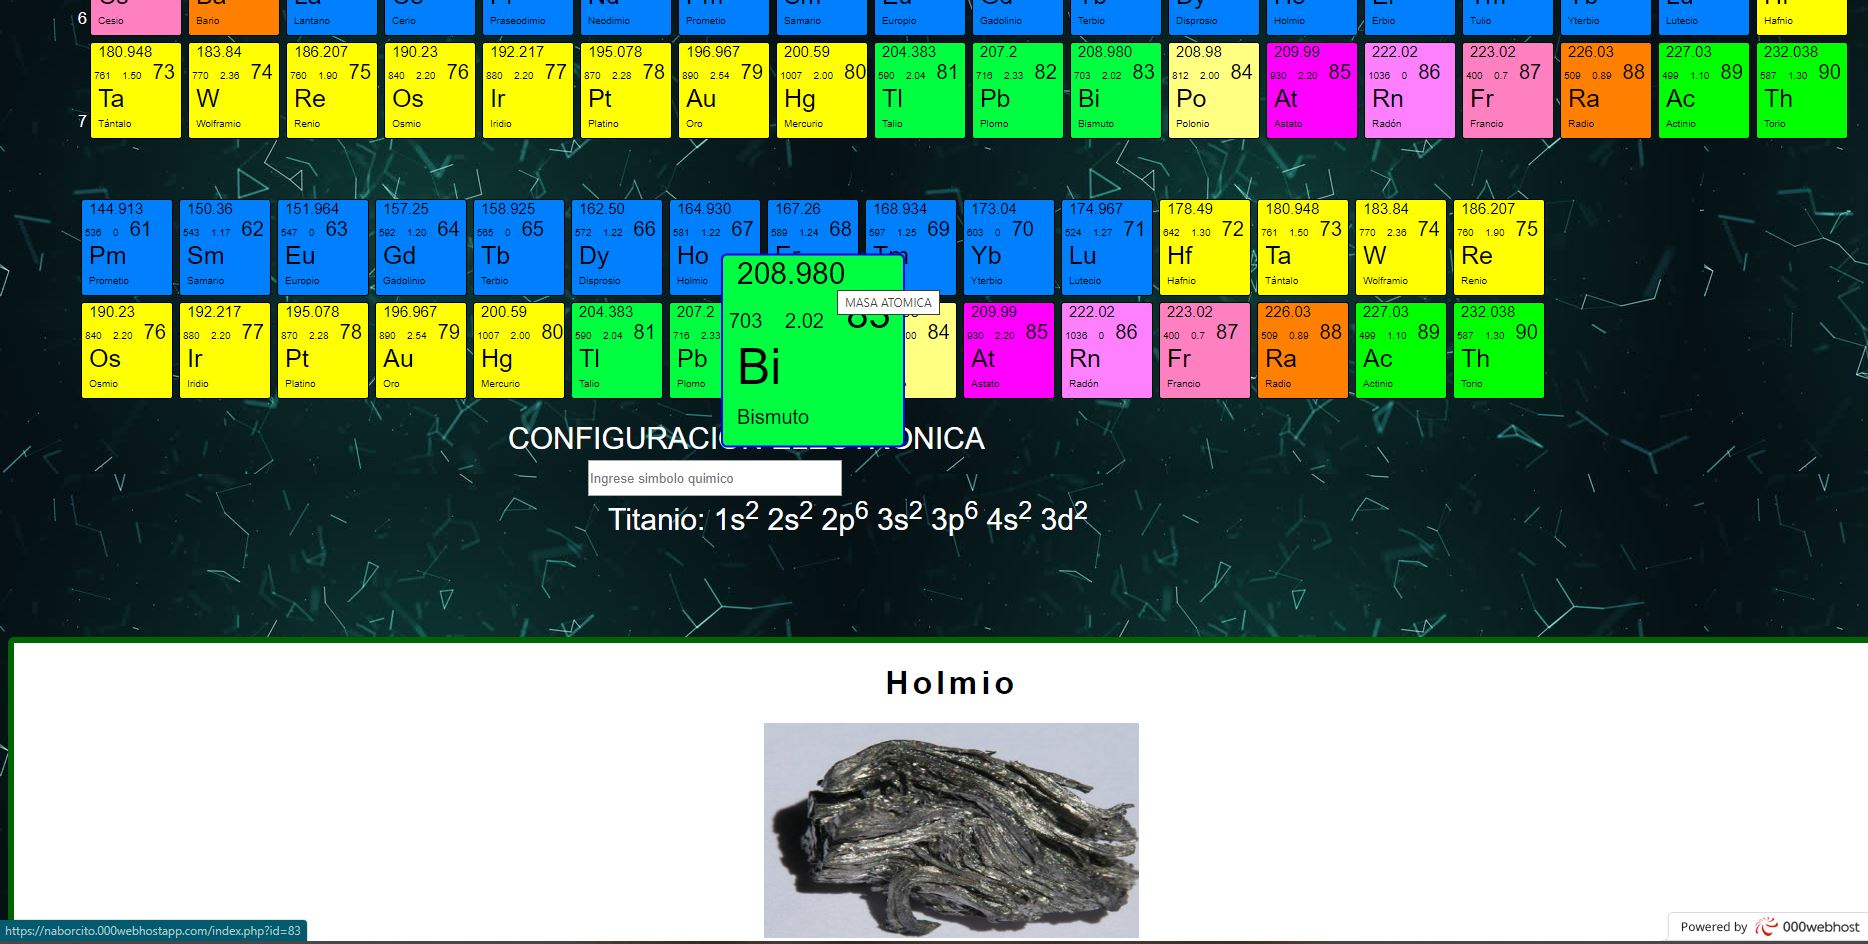 6
Cesio Bario Lantano Cerio Praseodimio Neodimio Prometio Samario Europio Gadolinio Terbio Disprosio Holmio Erbio Tulio Yterbio Lutecio Hafnio
180.948 183.84 186.207 190.23 192.217 195.078 196.967 200.59 204.383 207.2 208.980 208.98 209.99 222.02 223.02 226.03 227.03 232.038
761 1.50 73 770 2.36 74 760 1.90 75 840 2.20 76 880 2.20 77 870 2.28 78 890 2.54 79 1007 2.00 80 590 2.04 81 716 2.33 82 703 2.02 83 812 2.00 84 930 2.20 85 1036 0 86 400 0.7 87 509 0.89 88 499 1.10 89 587 1.30 90
Ta W Re Os Ir Pt Au Hg Tl Pb Bi Po At Rn Fr Ra Ac Th
7 Tántalo Wolframio Renio Osmio Iridio Platino Oro Mercurio Talio Plomo Bismuto Polonio Astato Radón Francio Radio Actinio Torio
144.913 150.36 151.964 157.25 158.925 162.50 164.930 167.26 168.934 173.04 174.967 178.49 180.948 183.84 186.207
536 0 61 543 1.17 62 547 0 63 592 1.20 64 565 0 65 572 1.22 66 581 1.22 67 589 1.24 68 597 1.25 69 603 0 70 524 1.27 71 642 1.30 72 761 1.50 73 770 2.36 74 760 1.90 75
Pm Sm Eu Gd Tb Dy Ho Er Tm Yb Lu Hf Ta W Re
Prometio Samario Europio Gadolinio Terbio Disprosio Holmio Yterbio Lutecio Hafnio Tántalo Wolframio Renio
208.980
MASA ATOMICA
703 2.02 83
Bi
Bismuto
190.23 192.217 195.078 196.967 200.59 204.383 207.2 209.99 222.02 223.02 226.03 227.03 232.038
840 2.20 76 880 2.20 77 870 2.28 78 890 2.54 79 1007 2.00 80 590 2.04 81 716 2.33 84 930 2.20 85 1036 0 86 400 0.7 87 509 0.89 88 499 1.10 89 587 1.30 90
Os Ir Pt Au Hg Tl Pb At Rn Fr Ra Ac Th
Osmio Iridio Platino Oro Mercurio Talio Plomo Astato Radón Francio Radio Actinio Torio
CONFIGURACION ELECTRONICA
Ingrese simbolo quimico
Titanio: 1s² 2s² 2p⁶ 3s² 3p⁶ 4s² 3d²
Holmio
https://naborcito.000webhostapp.com/index.php?id=83
Powered by 000webhost